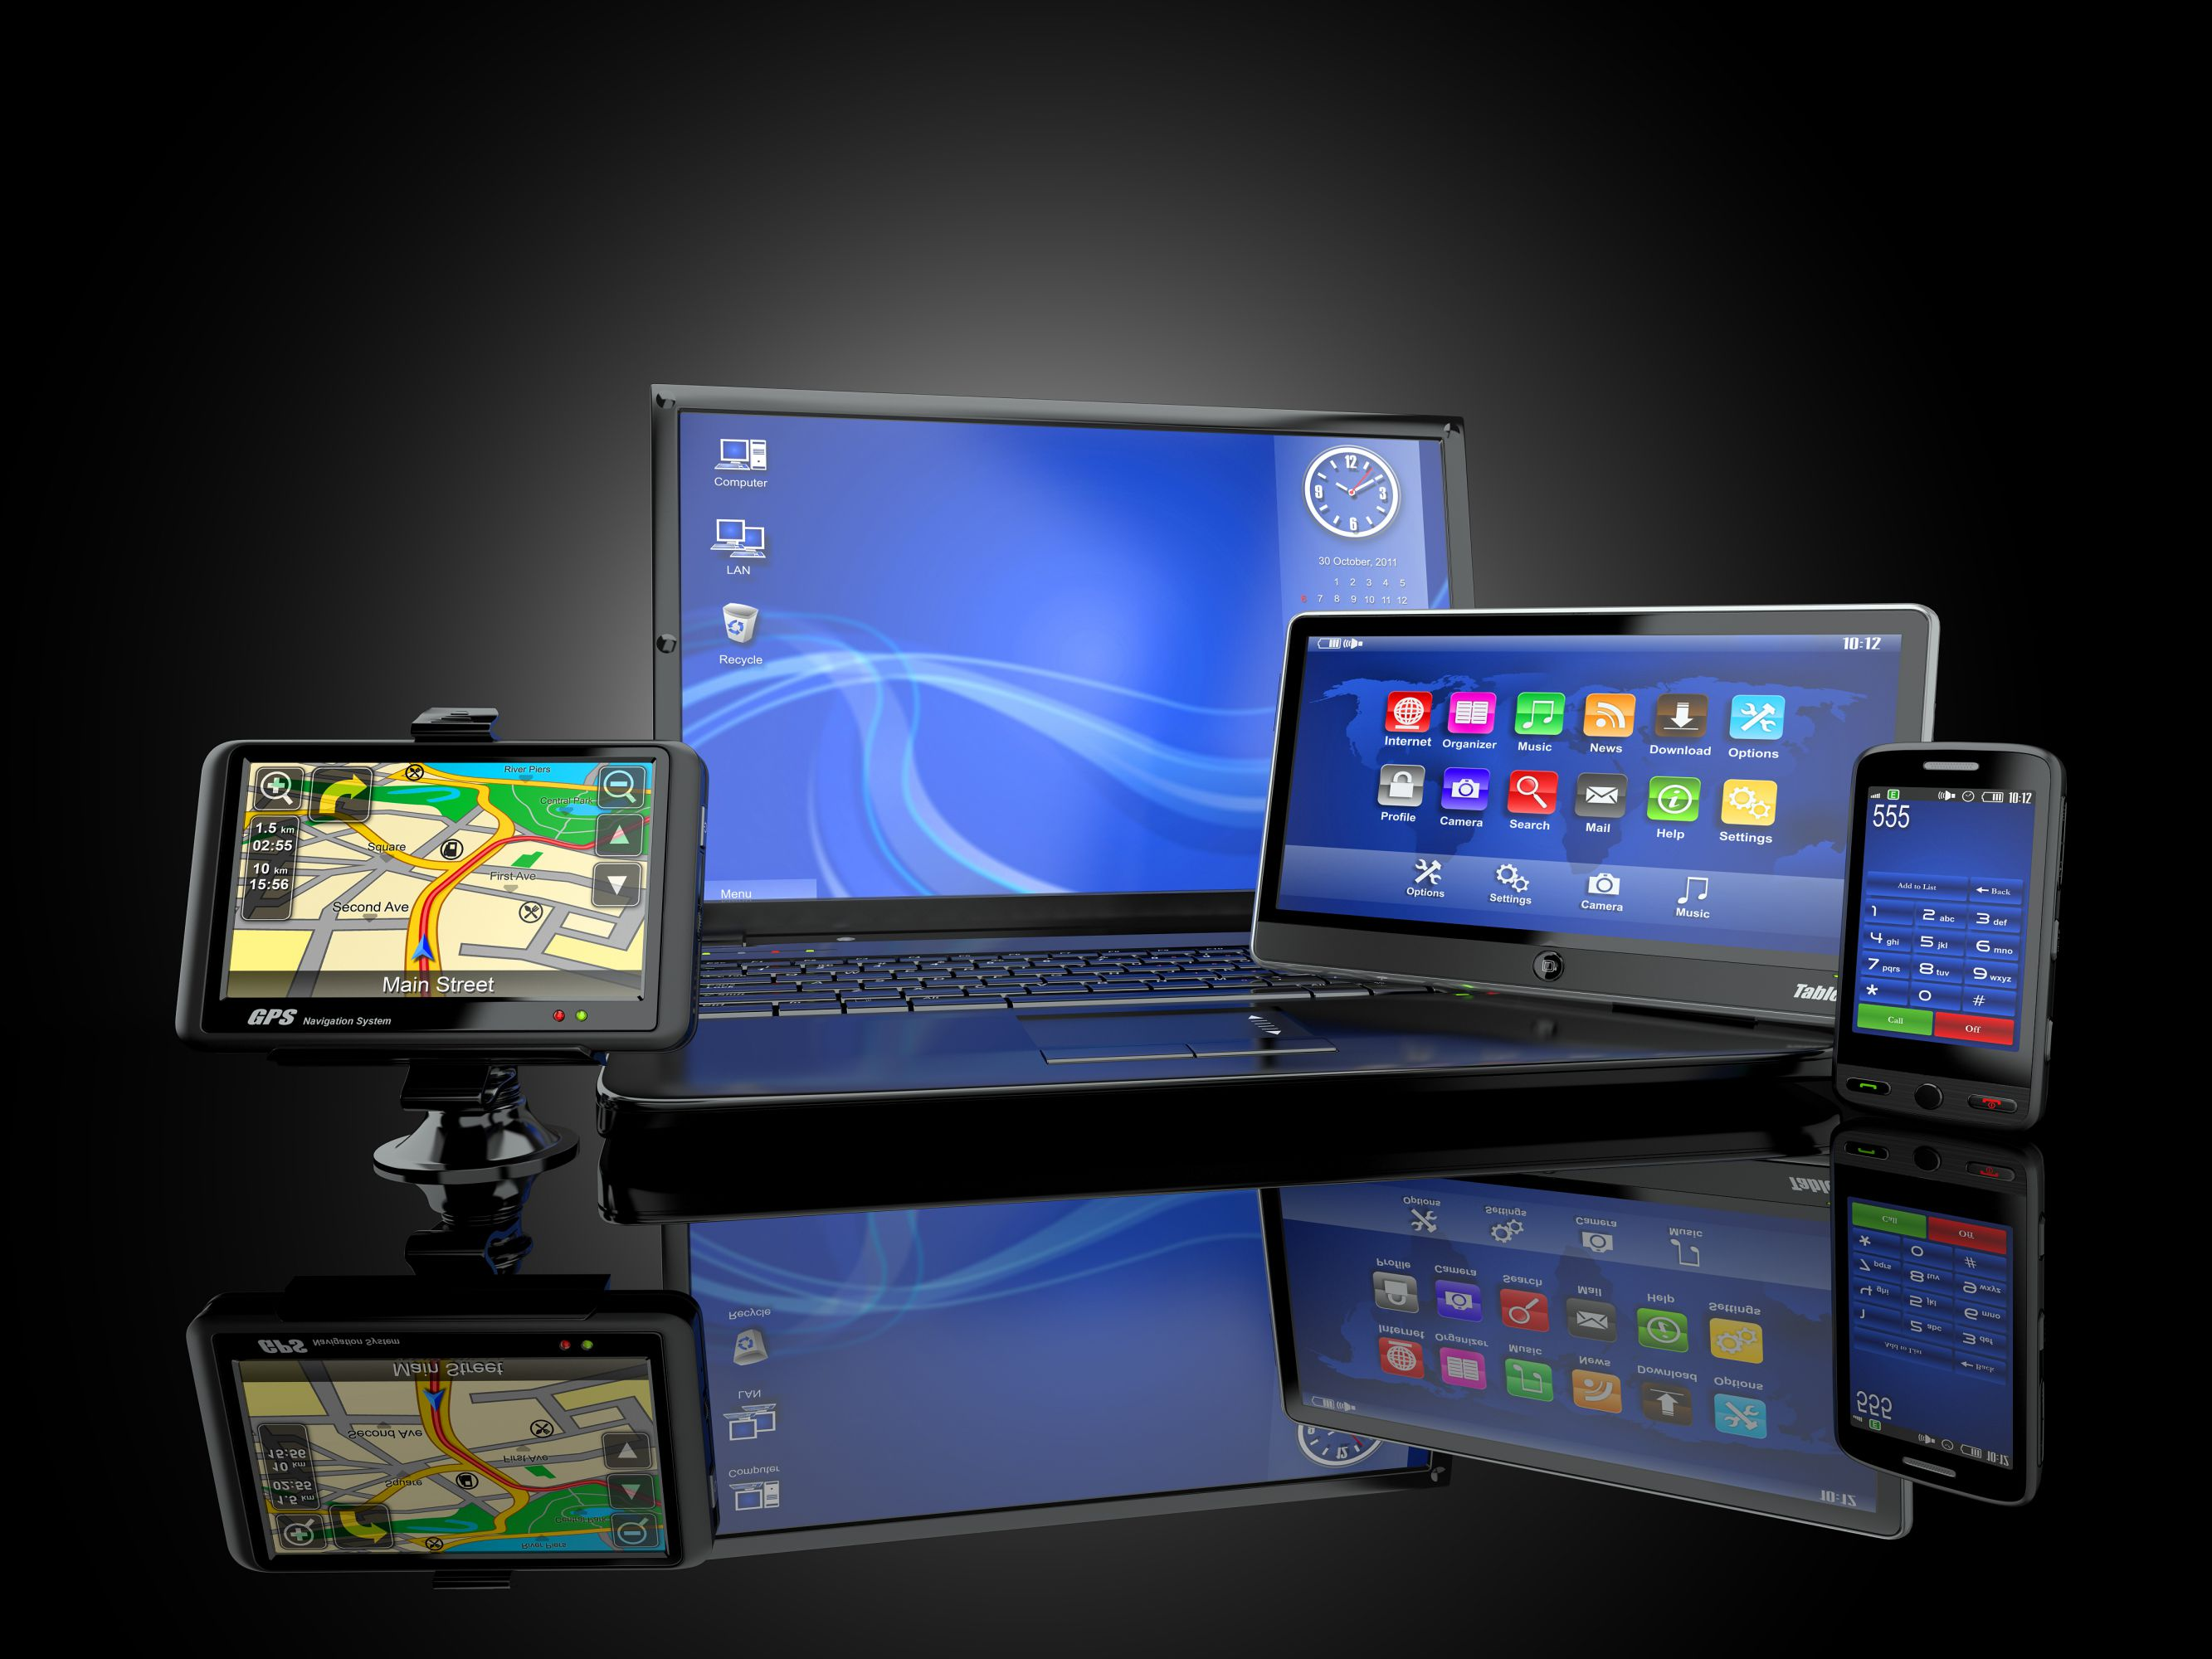 Computer
LAN
Recycle
Menu
12
3
6
9
30 October, 2011
1 2 3 4 5
6 7 8 9 10 11 12
River Piers
Central Park
1.5 km
02:55
10 km
15:56
Square
First Ave
Second Ave
Main Street
GPS Navigation System
10:12
Internet Organizer Music News Download Options
Profile Camera Search Mail Help Settings
Options Settings Camera Music
E 10:12
555
Add to List Back
1 2 abc 3 def
4 ghi 5 jkl 6 mno
7 pqrs 8 tuv 9 wxyz
* 0 #
Call Off